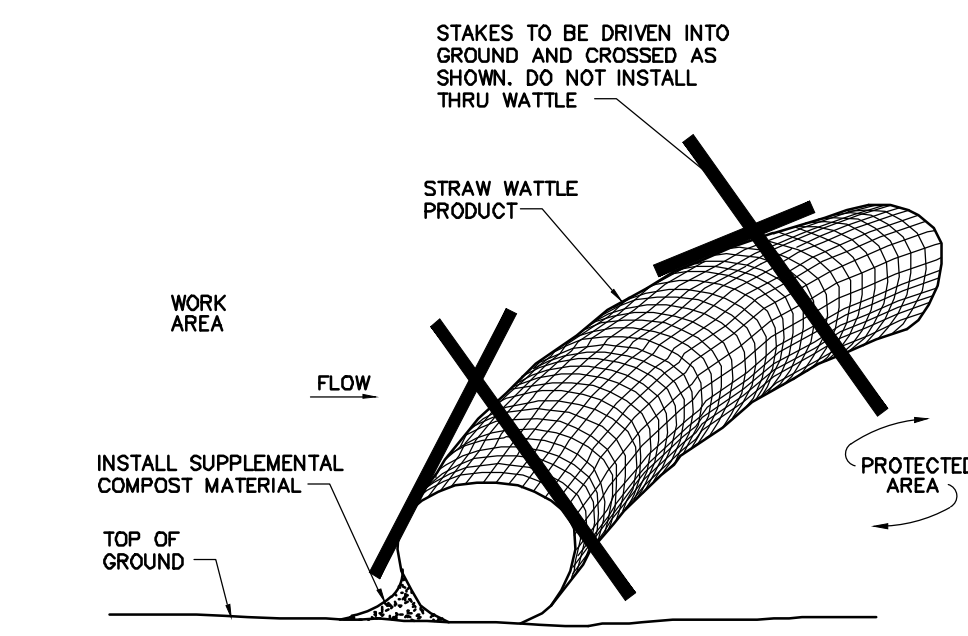 STAKES TO BE DRIVEN INTO
GROUND AND CROSSED AS
SHOWN. DO NOT INSTALL
THRU WATTLE
STRAW WATTLE
PRODUCT
WORK
AREA
FLOW
INSTALL SUPPLEMENTAL
COMPOST MATERIAL
PROTECTED
AREA
TOP OF
GROUND